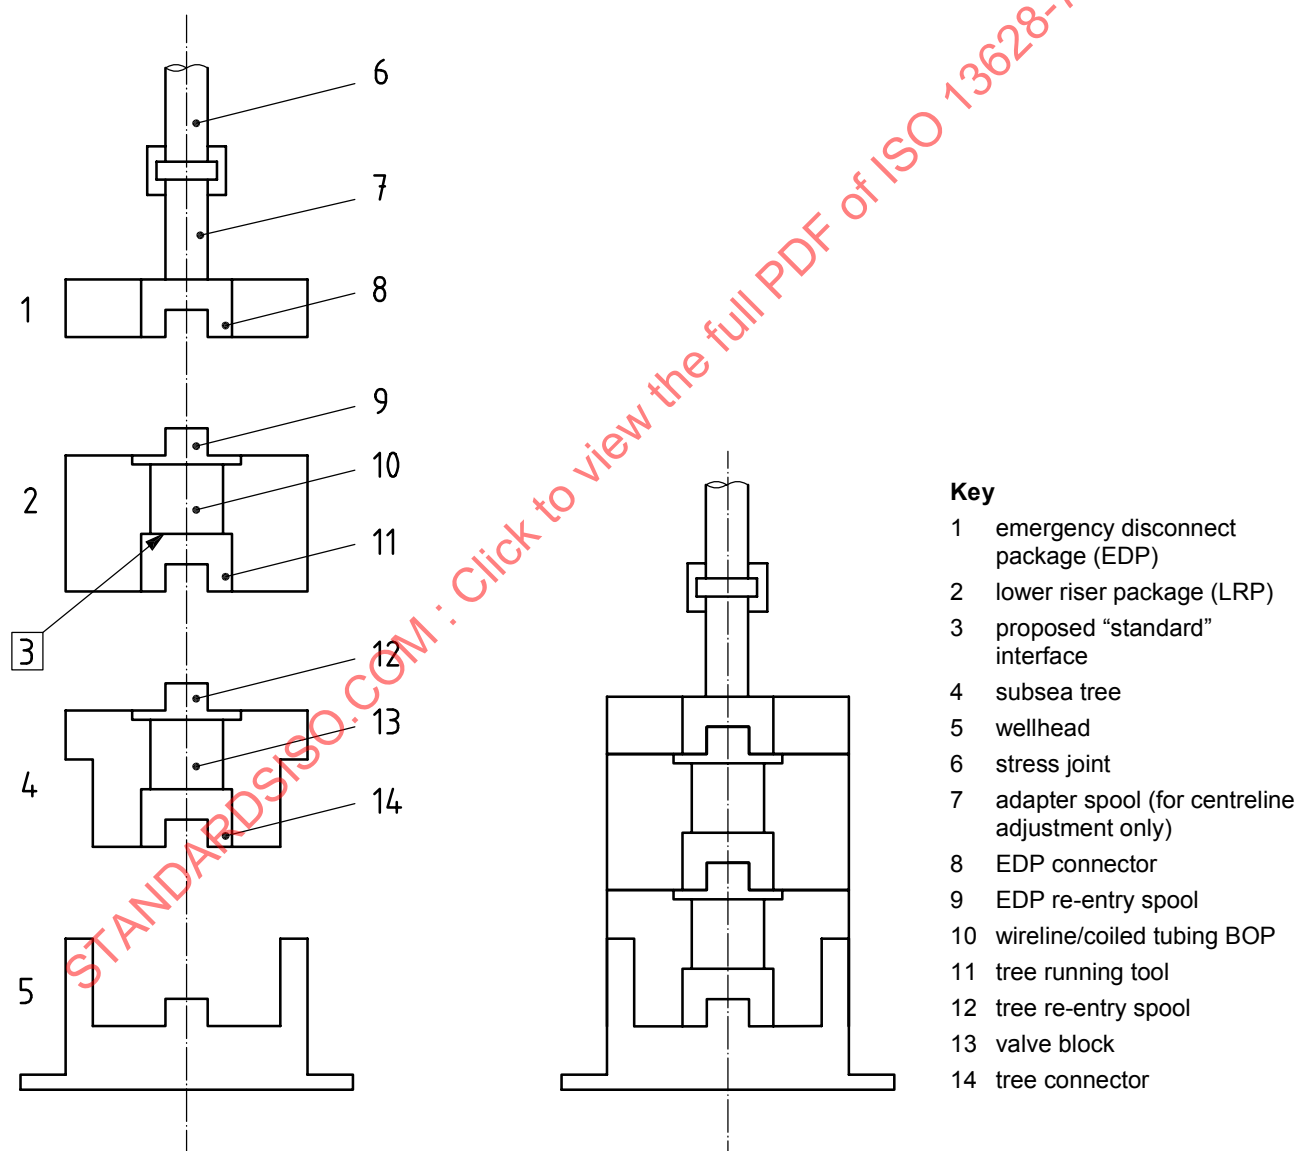 6
7
8
1
9
10
2
11
3
12
13
4
14
5
Key
1 emergency disconnect
package (EDP)
2 lower riser package (LRP)
3 proposed “standard”
interface
4 subsea tree
5 wellhead
6 stress joint
7 adapter spool (for centreline
adjustment only)
8 EDP connector
9 EDP re-entry spool
10 wireline/coiled tubing BOP
11 tree running tool
12 tree re-entry spool
13 valve block
14 tree connector
STANDARDSISO.COM : Click to view the full PDF of ISO 13628-